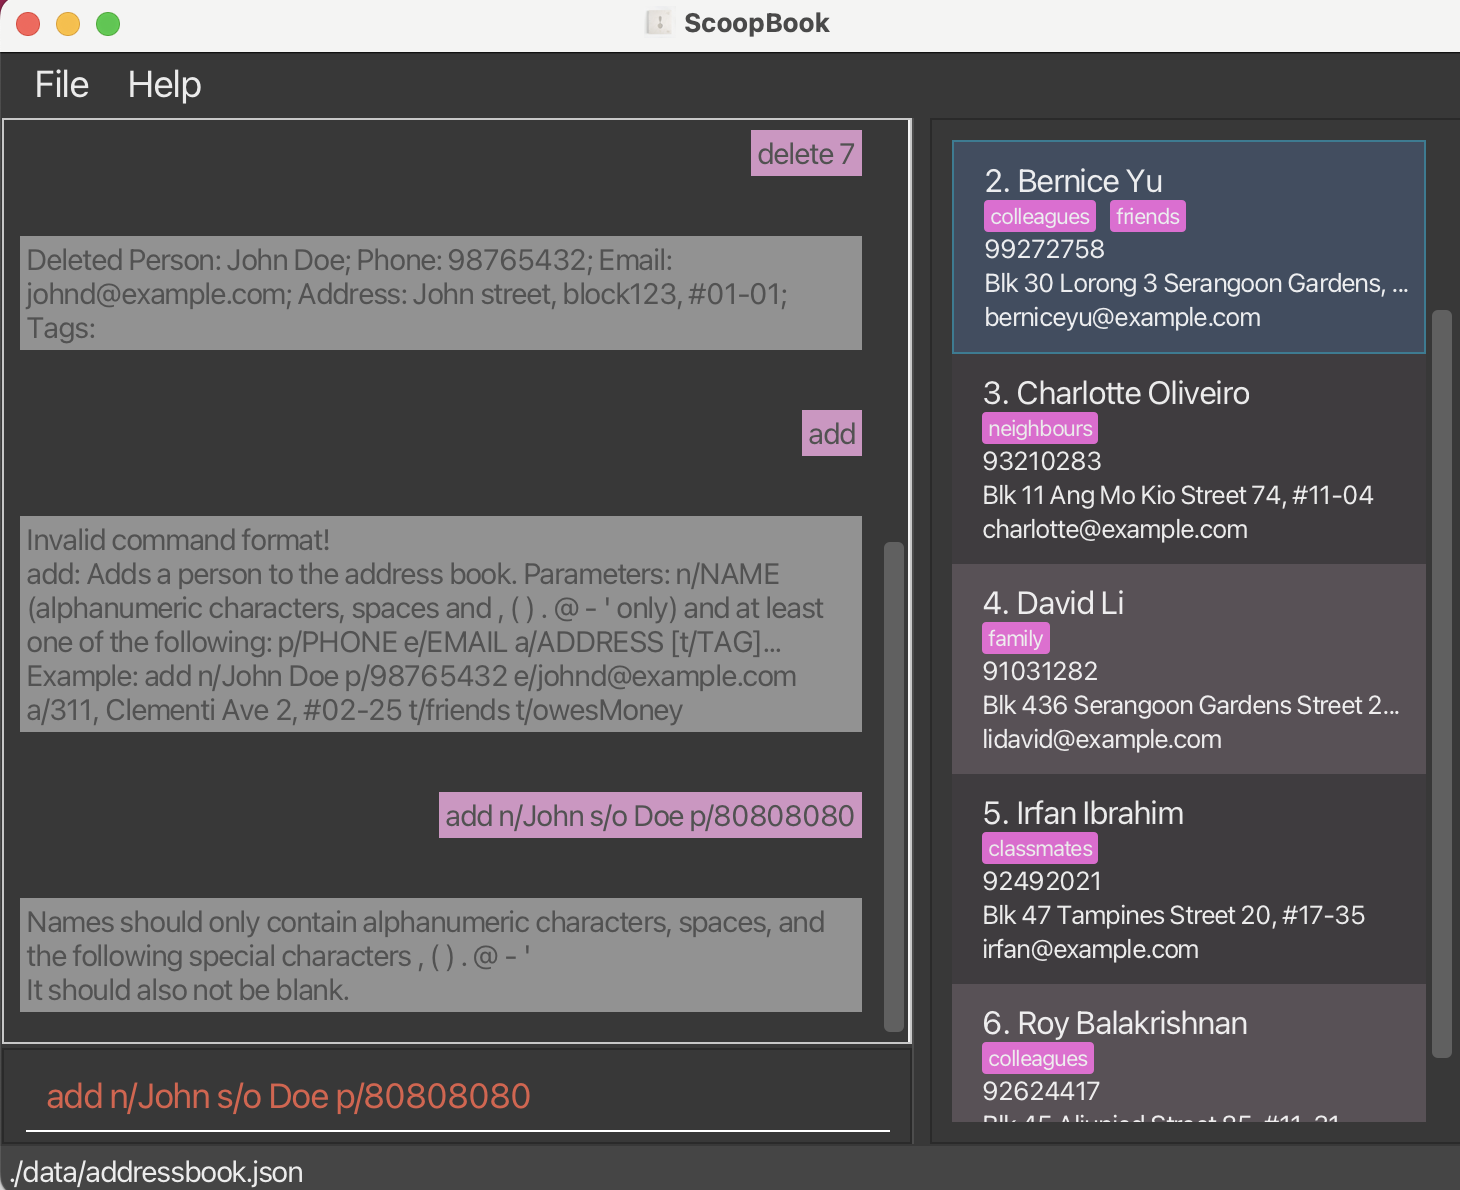 ScoopBook
File Help
delete 7
Deleted Person: John Doe; Phone: 98765432; Email:
johnd@example.com; Address: John street, block123, #01-01;
Tags:
add
Invalid command format!
add: Adds a person to the address book. Parameters: n/NAME
(alphanumeric characters, spaces and , ( ) . @ - ' only) and at least
one of the following: p/PHONE e/EMAIL a/ADDRESS [t/TAG]...
Example: add n/John Doe p/98765432 e/johnd@example.com
a/311, Clementi Ave 2, #02-25 t/friends t/owesMoney
add n/John s/o Doe p/80808080
Names should only contain alphanumeric characters, spaces, and
the following special characters , ( ) . @ - '
It should also not be blank.
add n/John s/o Doe p/80808080
2. Bernice Yu
colleagues friends
99272758
Blk 30 Lorong 3 Serangoon Gardens, ...
berniceyu@example.com
3. Charlotte Oliveiro
neighbours
93210283
Blk 11 Ang Mo Kio Street 74, #11-04
charlotte@example.com
4. David Li
family
91031282
Blk 436 Serangoon Gardens Street 2...
lidavid@example.com
5. Irfan Ibrahim
classmates
92492021
Blk 47 Tampines Street 20, #17-35
irfan@example.com
6. Roy Balakrishnan
colleagues
92624417
Blk 45 Aljunied Street 85, #11-31
./data/addressbook.json